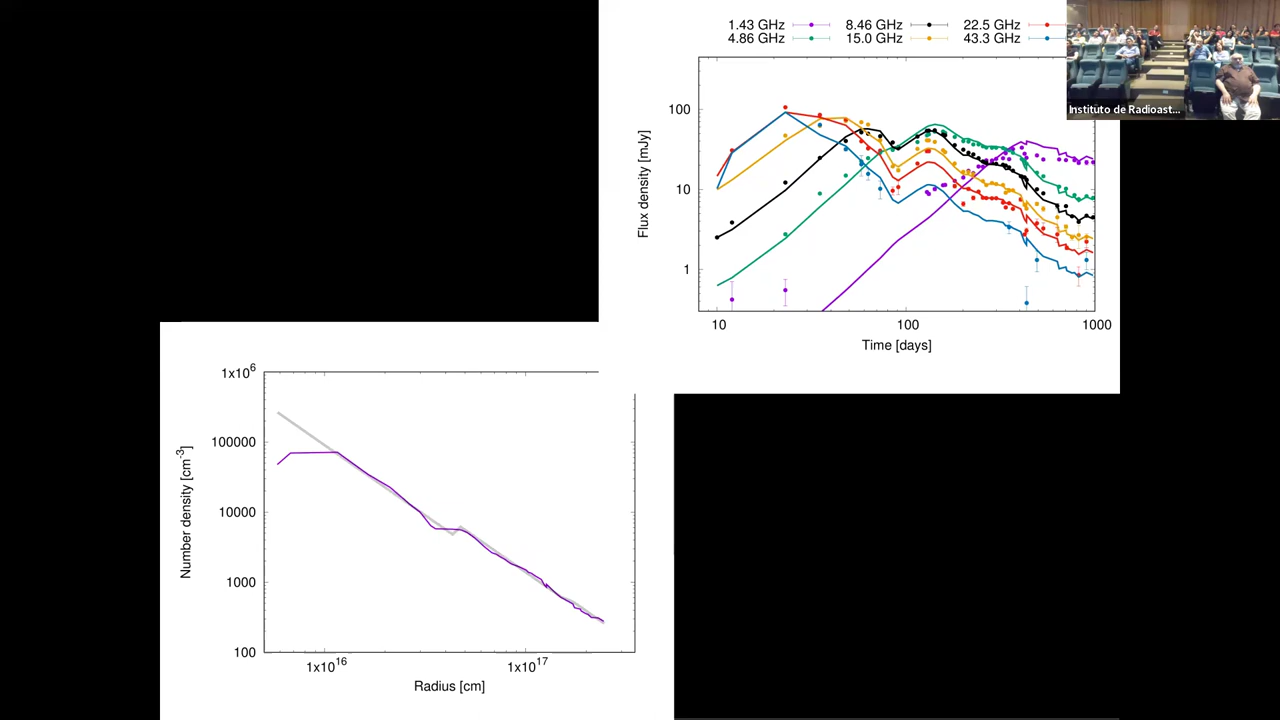 1.43 GHz 8.46 GHz 22.5 GHz
4.86 GHz 15.0 GHz 43.3 GHz
Instituto de Radioast...
Flux density [mJy]
100
10
1
10 100 1000
Time [days]
Number density [cm-3]
1x10^6
100000
10000
1000
100
1x10^16 1x10^17
Radius [cm]